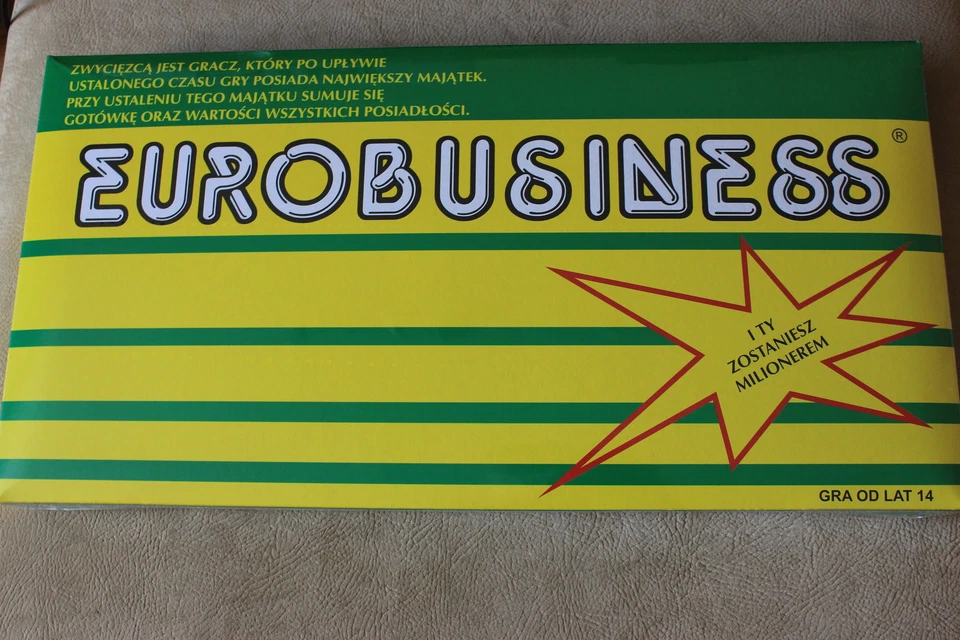 ZWYCIĘZCĄ JEST GRACZ, KTÓRY PO UPŁYWIE
USTALONEGO CZASU GRY POSIADA NAJWIĘKSZY MAJĄTEK.
PRZY USTALENIU TEGO MAJĄTKU SUMUJE SIĘ
GOTÓWKĘ ORAZ WARTOŚCI WSZYSTKICH POSIADŁOŚCI.
EUROBUSINESS ®
I TY
ZOSTANIESZ
MILIONEREM
GRA OD LAT 14